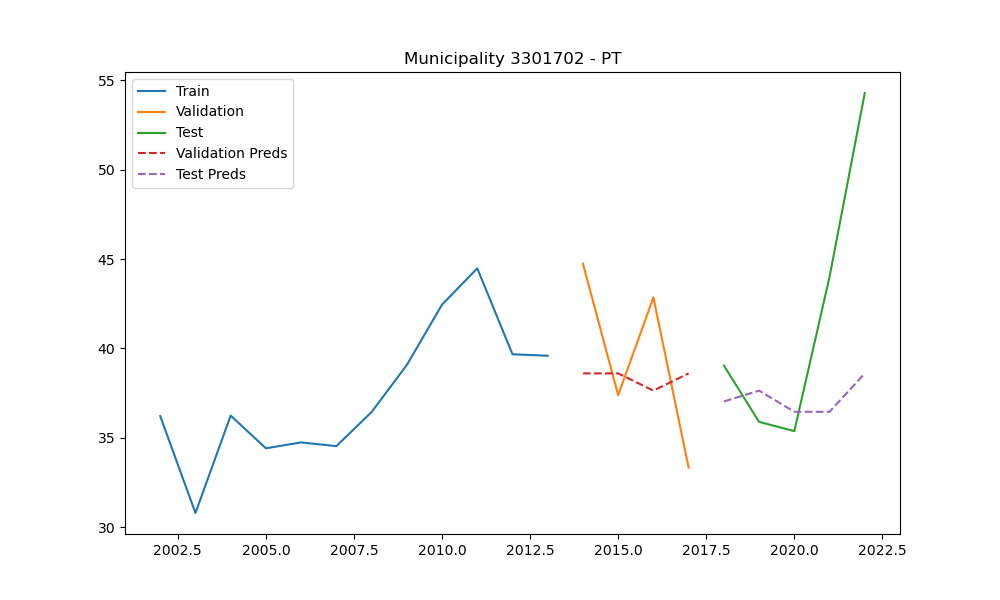 Municipality 3301702 - PT
55
50
45
40
35
30
Train
Validation
Test
Validation Preds
Test Preds
2002.5 2005.0 2007.5 2010.0 2012.5 2015.0 2017.5 2020.0 2022.5